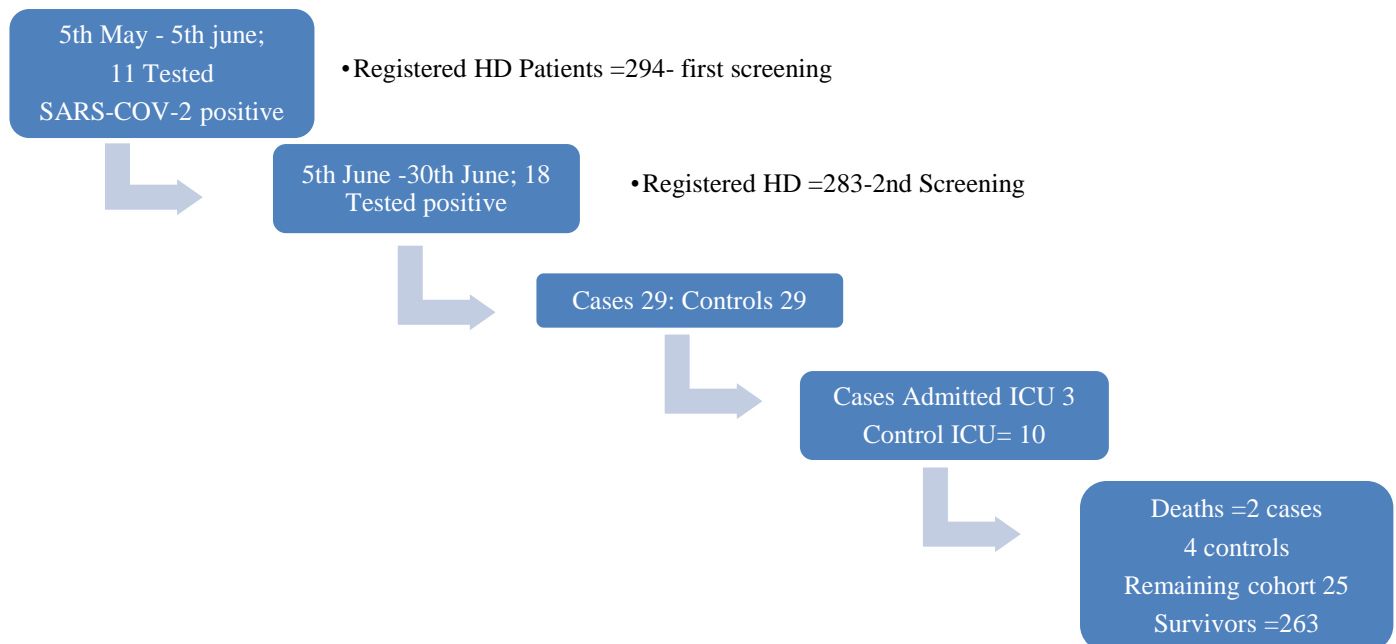 5th May - 5th june;
11 Tested
SARS-COV-2 positive
•Registered HD Patients =294- first screening
5th June -30th June; 18
Tested positive
•Registered HD =283-2nd Screening
Cases 29: Controls 29
Cases Admitted ICU 3
Control ICU= 10
Deaths =2 cases
4 controls
Remaining cohort 25
Survivors =263